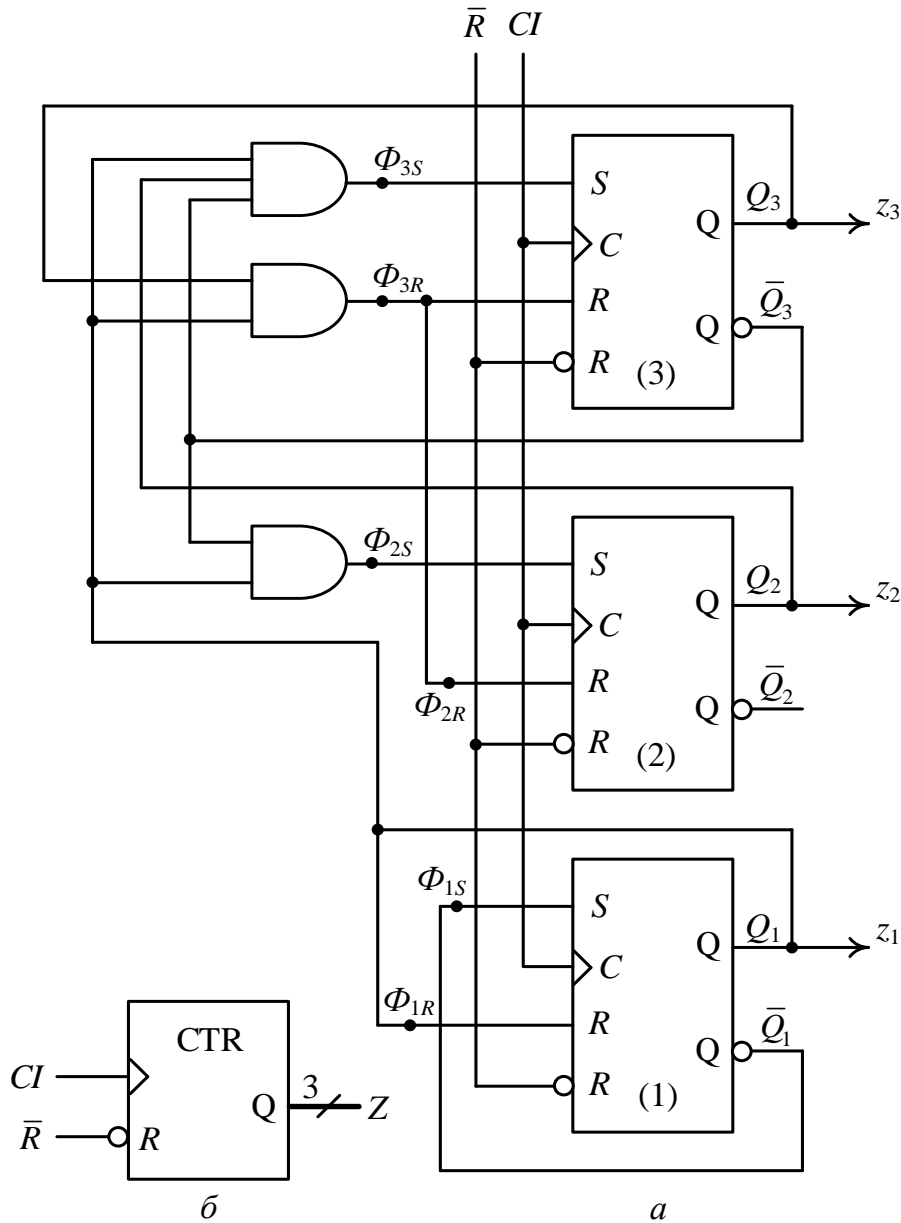 R̅ CI
Φ3S S Q Q3 z3
C
Φ3R R Q Q̅3
R (3)
Φ2S S Q Q2 z2
C
Φ2R R Q Q̅2
R (2)
Φ1S S Q Q1 z1
C
Φ1R R Q Q̅1
R (1)
CTR
CI Q 3 Z
R̅ R
б а